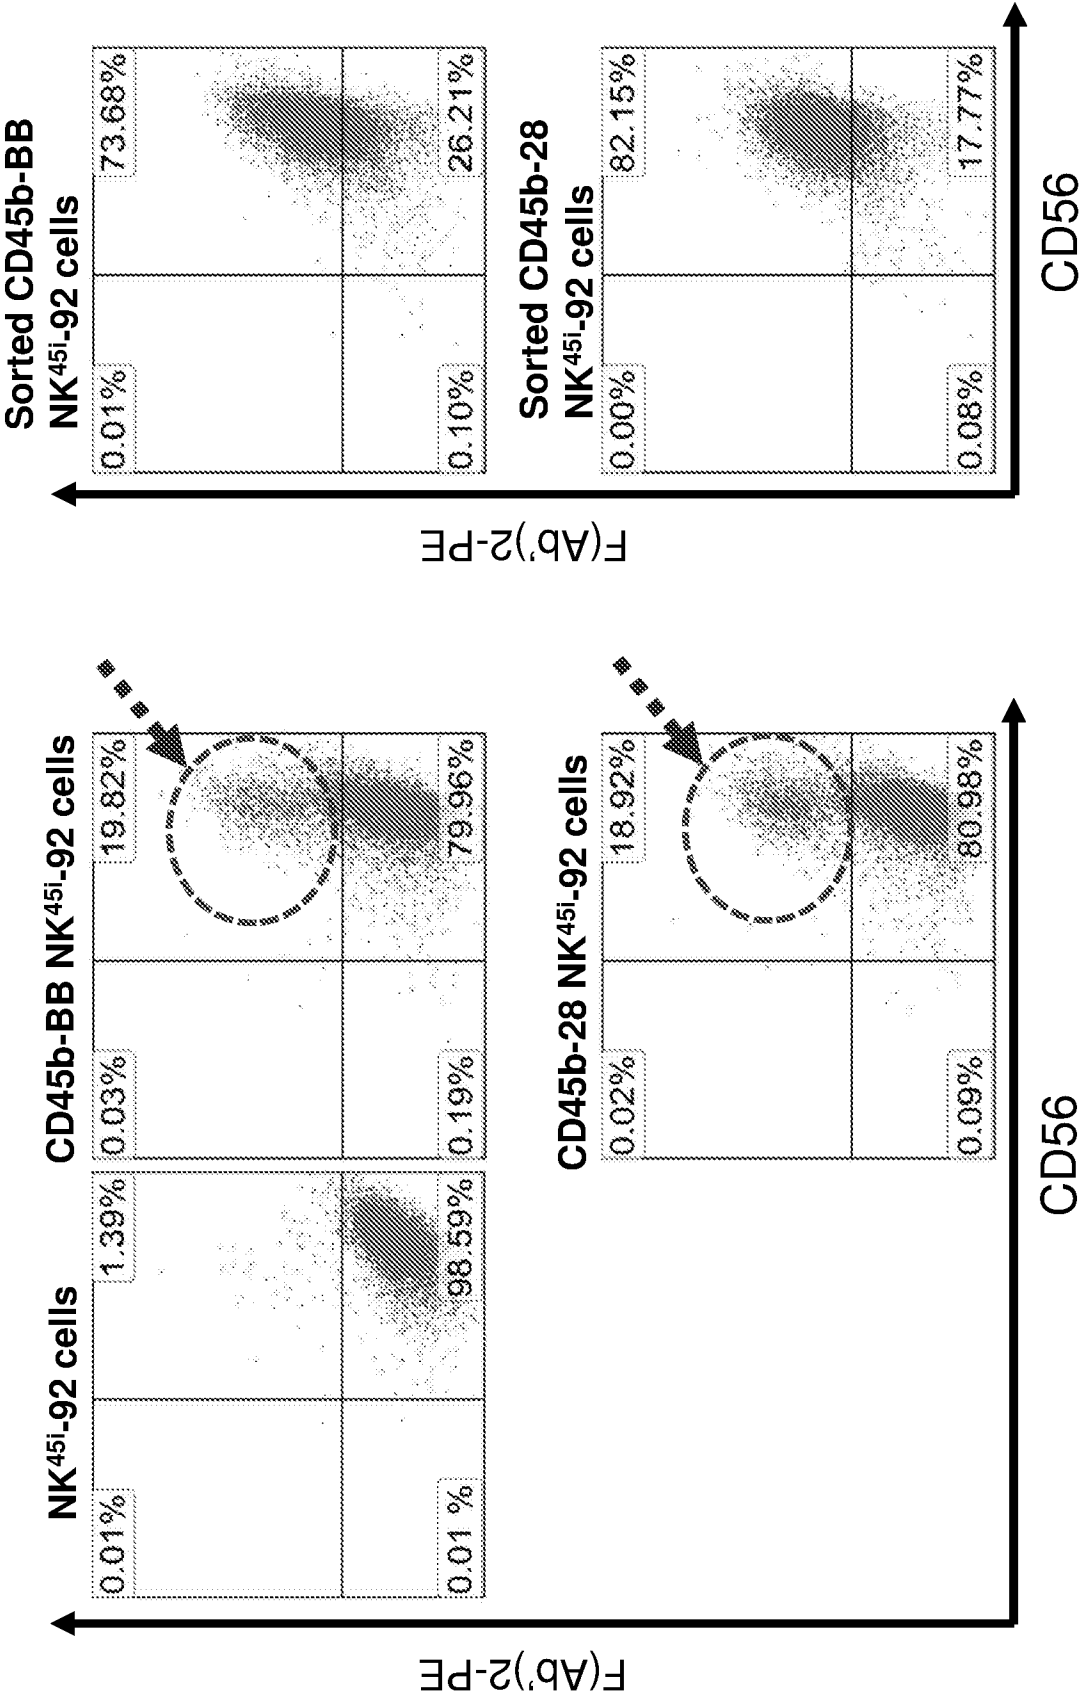 NK45i-92 cells
0.01%
1.39%
0.01 %
98.59%
CD45b-BB NK45i-92 cells
0.03%
19.82%
0.19%
79.96%
CD45b-28 NK45i-92 cells
0.02%
18.92%
0.09%
80.98%
F(Ab')2-PE
CD56
Sorted CD45b-BB
NK45i-92 cells
0.01%
73.68%
0.10%
26.21%
Sorted CD45b-28
NK45i-92 cells
0.00%
82.15%
0.08%
17.77%
F(Ab')2-PE
CD56